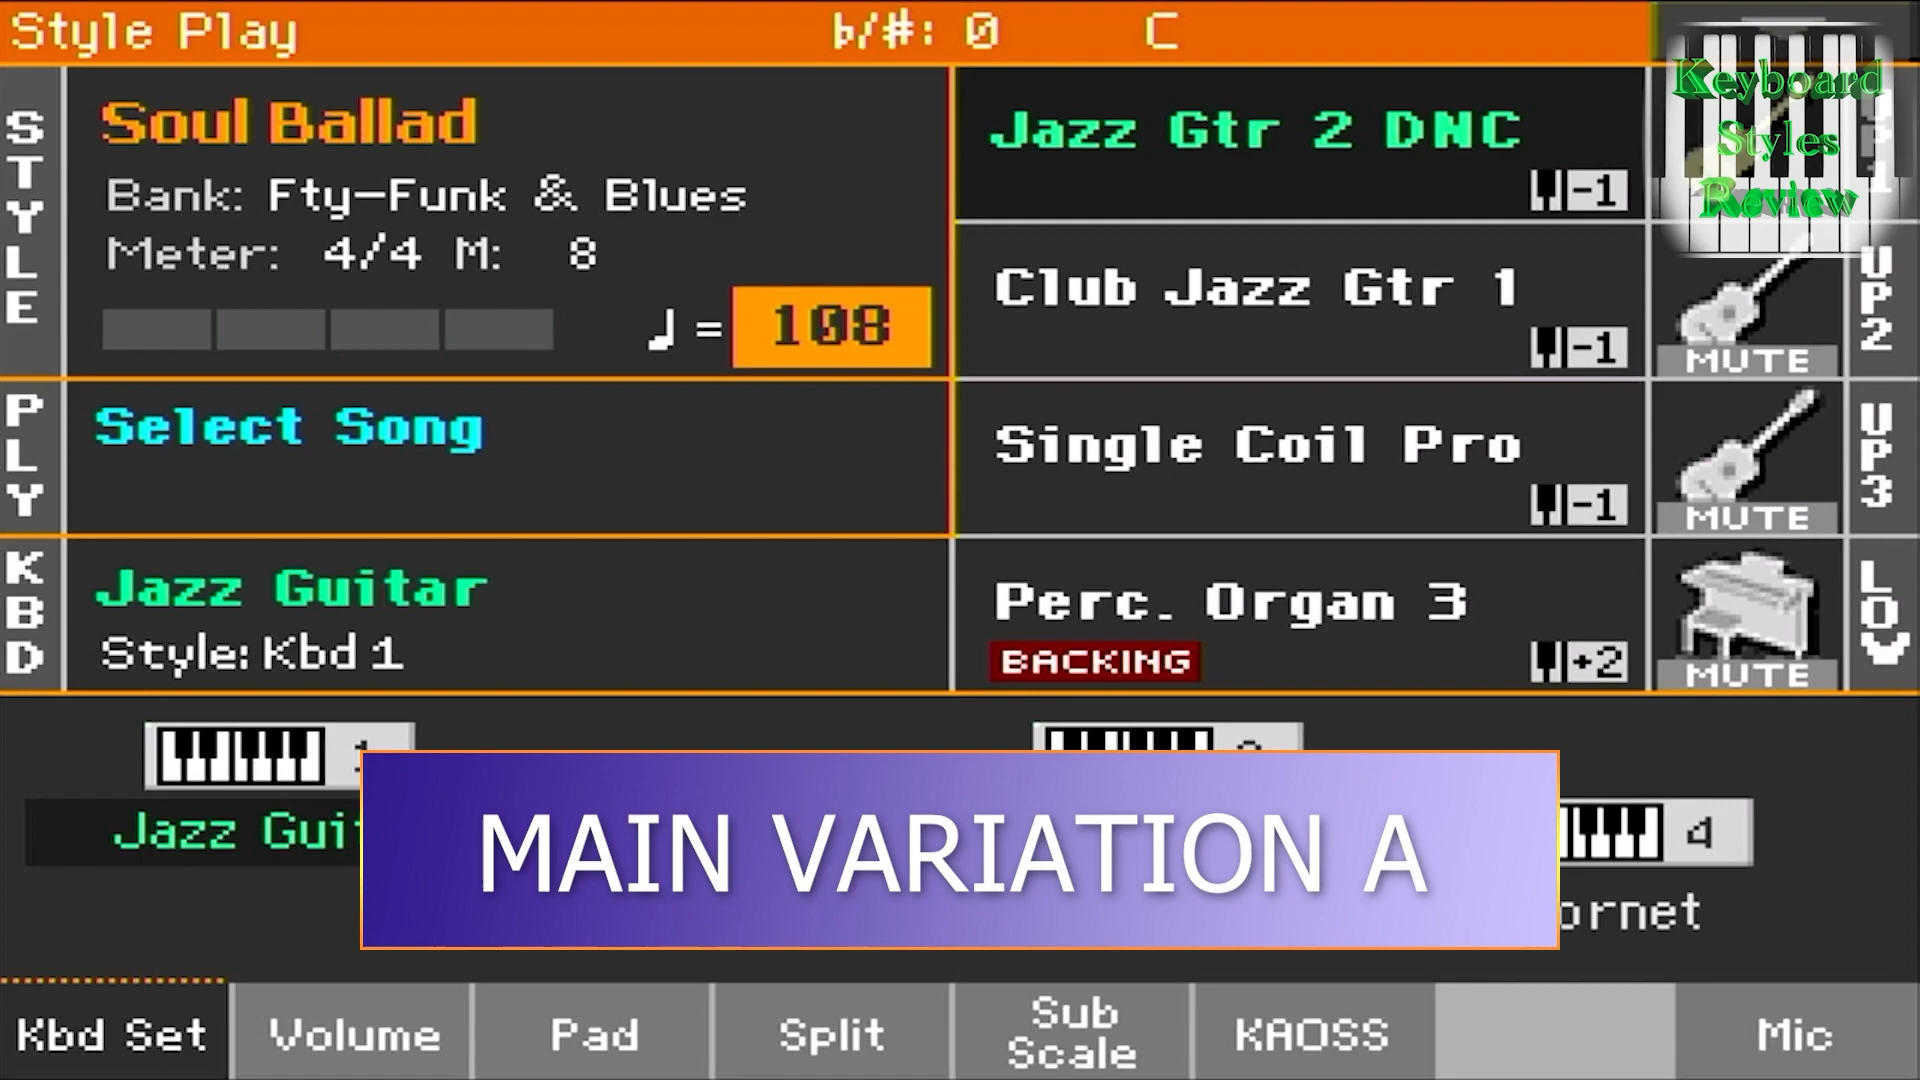 Style Play b/#: 0 C
Keyboard
Styles
Review
STYLE
Soul Ballad
Bank: Fty-Funk & Blues
Meter: 4/4 M: 8
♩ = 108
Jazz Gtr 2 DNC
-1
Club Jazz Gtr 1
-1
MUTE
UP2
PLY
Select Song
Single Coil Pro
-1
MUTE
UP3
KBD
Jazz Guitar
Style: Kbd 1
Perc. Organ 3
BACKING
+2
MUTE
LOW
Jazz Gui
4
ornet
MAIN VARIATION A
Kbd Set Volume Pad Split Sub Scale KAOSS Mic